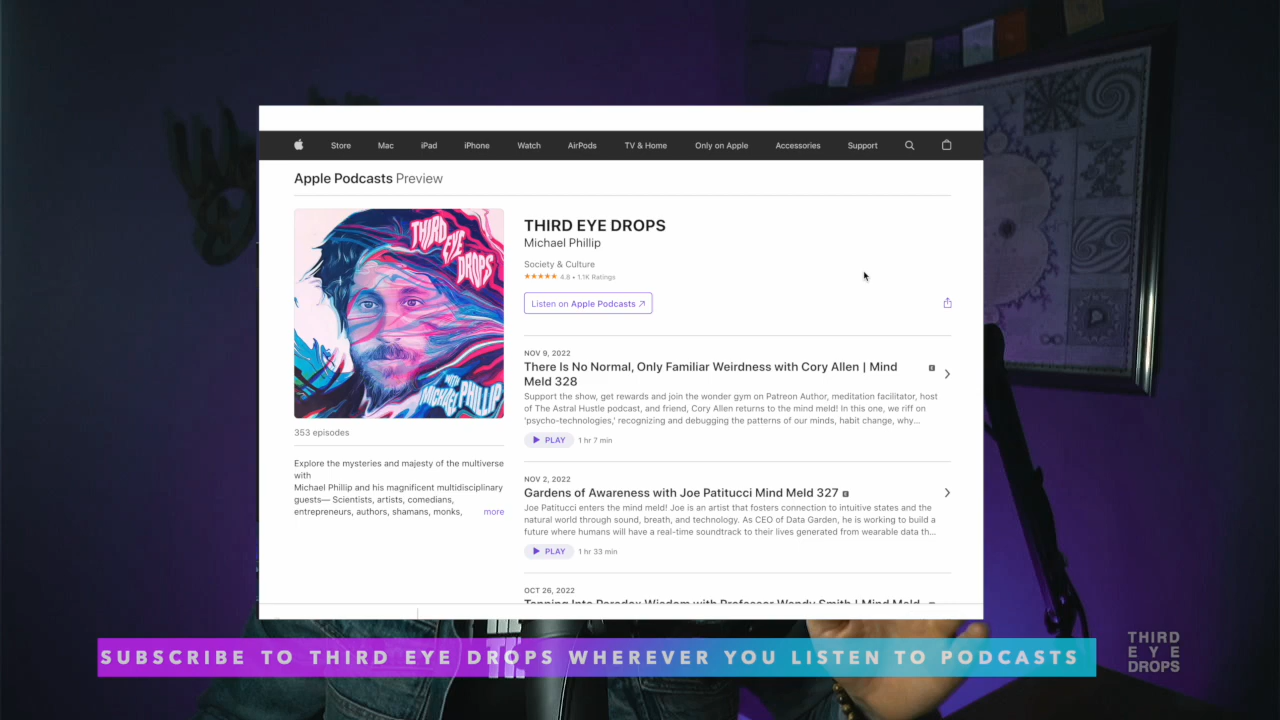 Store Mac iPad iPhone Watch AirPods TV & Home Only on Apple Accessories Support
Apple Podcasts Preview
THIRD EYE DROPS
WITH MICHAEL PHILLIP
353 episodes
Explore the mysteries and majesty of the multiverse
with
Michael Phillip and his magnificent multidisciplinary
guests— Scientists, artists, comedians,
entrepreneurs, authors, shamans, monks, more
THIRD EYE DROPS
Michael Phillip
Society & Culture
★★★★★ 4.8 • 1.1K Ratings
Listen on Apple Podcasts ↗
NOV 9, 2022
There Is No Normal, Only Familiar Weirdness with Cory Allen | Mind
Meld 328
Support the show, get rewards and join the wonder gym on Patreon Author, meditation facilitator, host
of The Astral Hustle podcast, and friend, Cory Allen returns to the mind meld! In this one, we riff on
'psycho-technologies,' recognizing and debugging the patterns of our minds, habit change, why...
PLAY 1 hr 7 min
NOV 2, 2022
Gardens of Awareness with Joe Patitucci Mind Meld 327
Joe Patitucci enters the mind meld! Joe is an artist that fosters connection to intuitive states and the
natural world through sound, breath, and technology. As CEO of Data Garden, he is working to build a
future where humans will have a real-time soundtrack to their lives generated from wearable data th...
PLAY 1 hr 33 min
OCT 26, 2022
Tapping Into Paradox Wisdom with Professor Wendy Smith | Mind Meld
SUBSCRIBE TO THIRD EYE DROPS WHEREVER YOU LISTEN TO PODCASTS
THIRD
EYE
DROPS